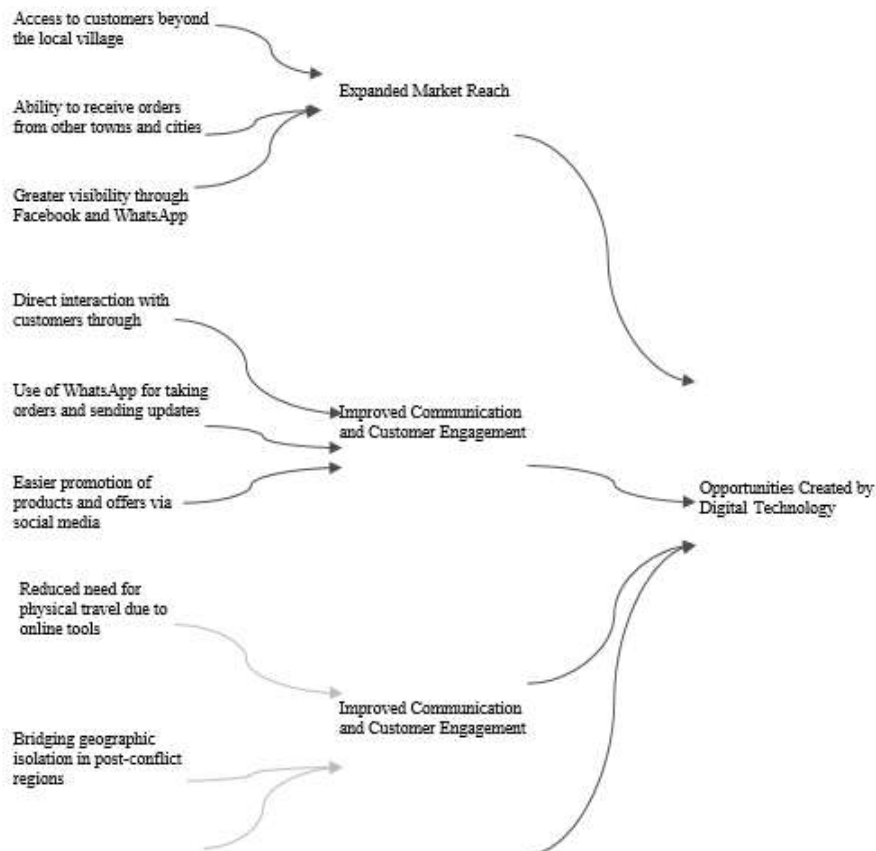 Access to customers beyond
the local village
Expanded Market Reach
Ability to receive orders
from other towns and cities
Greater visibility through
Facebook and WhatsApp
Direct interaction with
customers through
Use of WhatsApp for taking
orders and sending updates
Improved Communication
and Customer Engagement
Easier promotion of
products and offers via
social media
Opportunities Created by
Digital Technology
Reduced need for
physical travel due to
online tools
Improved Communication
and Customer Engagement
Bridging geographic
isolation in post-conflict
regions